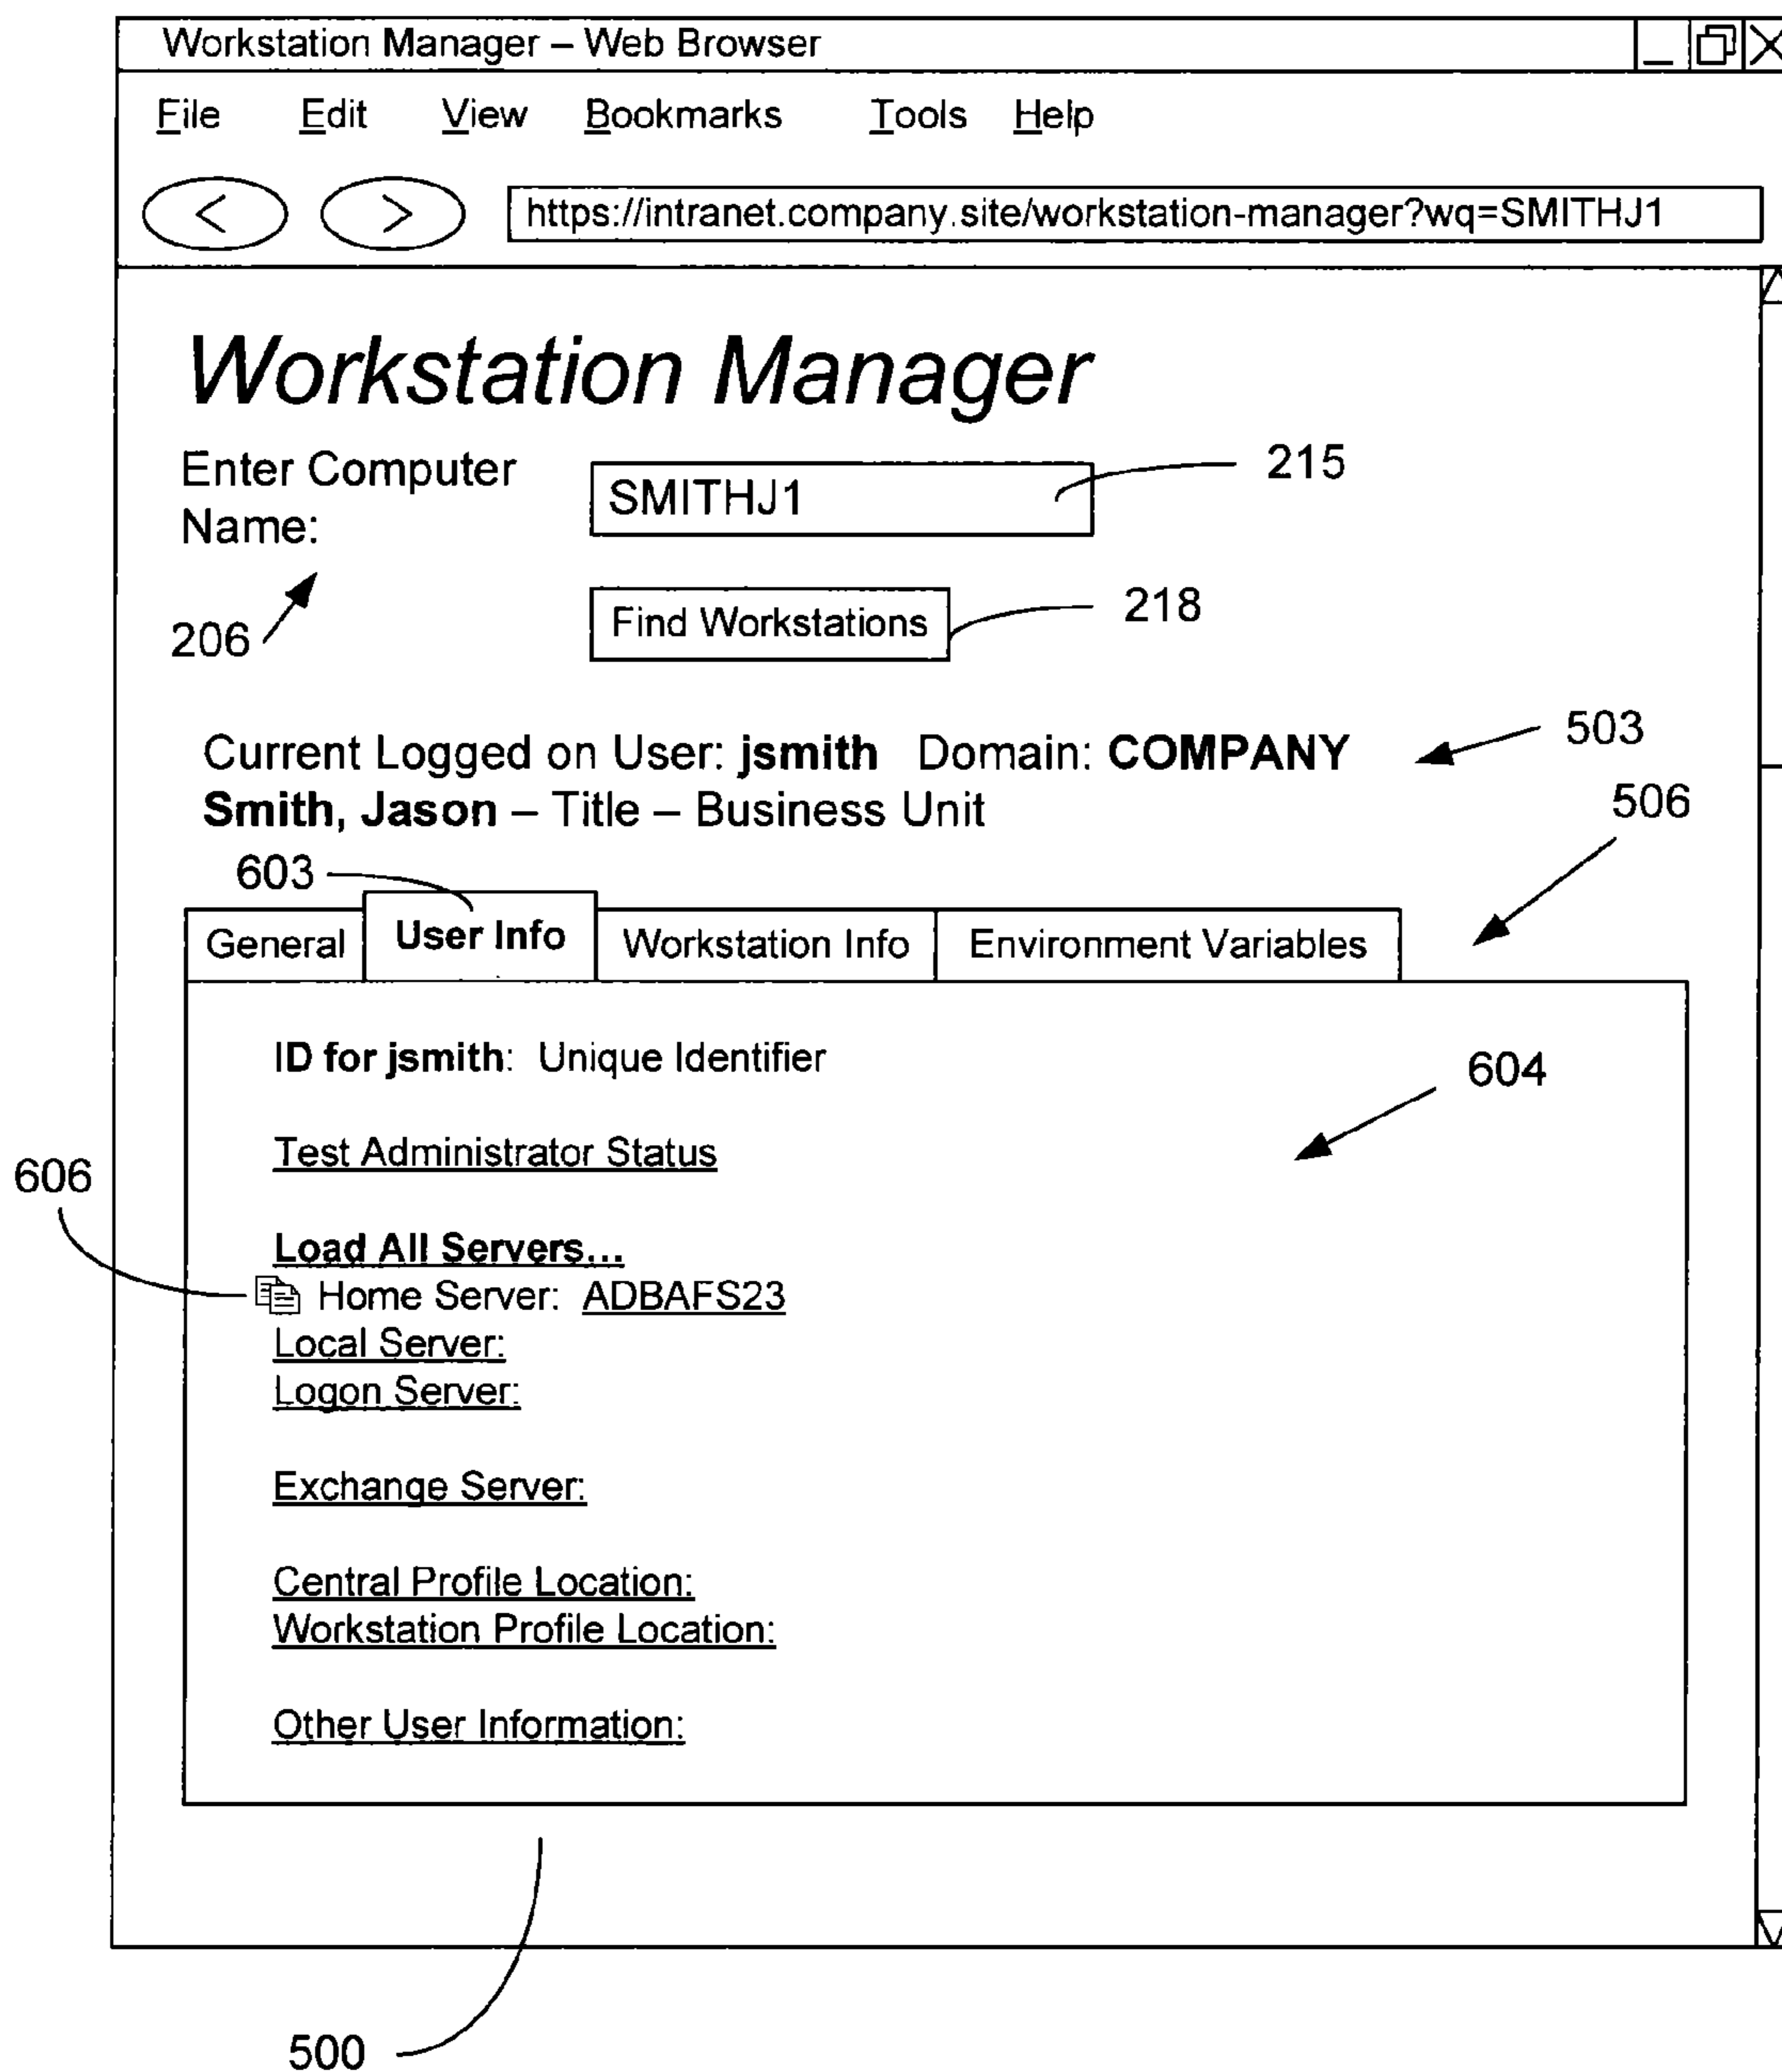 Workstation Manager – Web Browser
File Edit View Bookmarks Tools Help
< > https://intranet.company.site/workstation-manager?wq=SMITHJ1
Workstation Manager
Enter Computer
Name:
SMITHJ1
215
206
Find Workstations
218
Current Logged on User: jsmith Domain: COMPANY
503
Smith, Jason – Title – Business Unit
506
603
General User Info Workstation Info Environment Variables
ID for jsmith: Unique Identifier
604
Test Administrator Status
606
Load All Servers...
Home Server: ADBAFS23
Local Server:
Logon Server:
Exchange Server:
Central Profile Location:
Workstation Profile Location:
Other User Information:
500